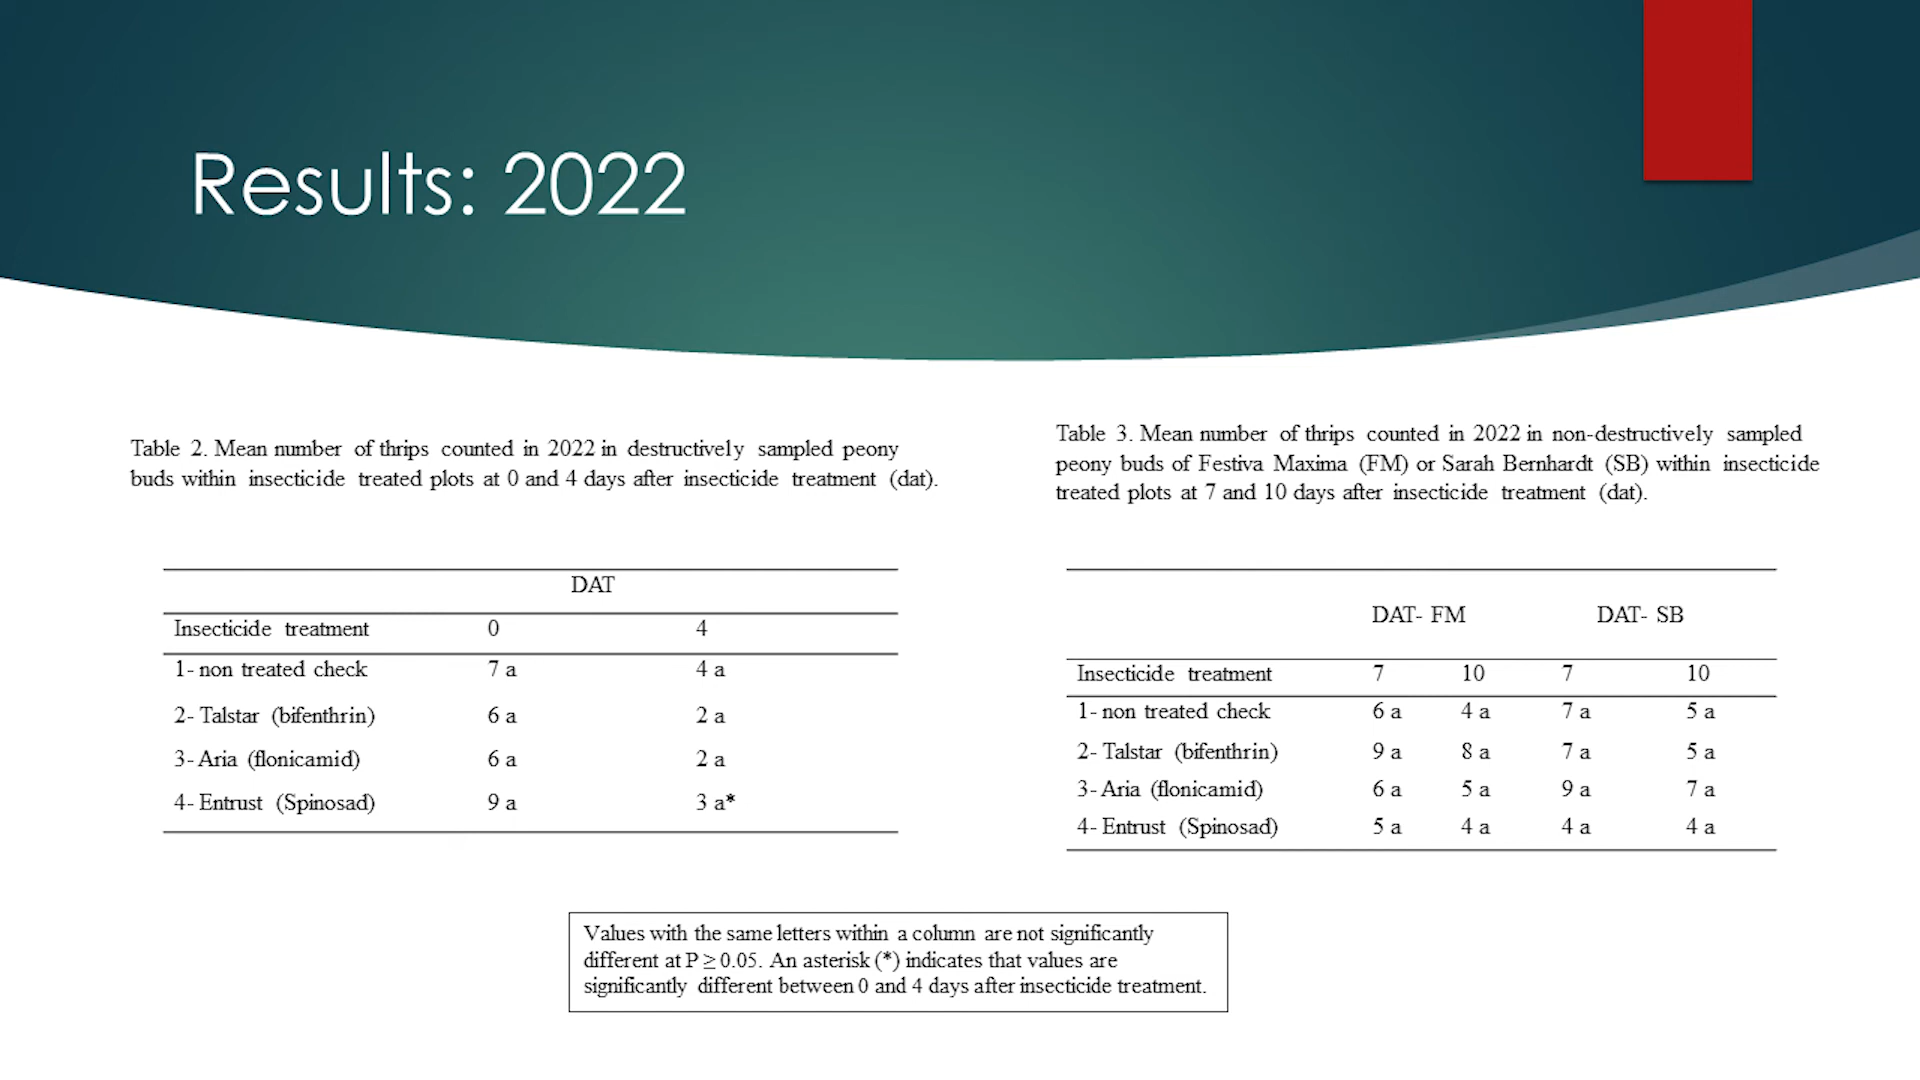 Results: 2022
Table 2. Mean number of thrips counted in 2022 in destructively sampled peony
buds within insecticide treated plots at 0 and 4 days after insecticide treatment (dat).
DAT
Insecticide treatment 0 4
1- non treated check 7 a 4 a
2- Talstar (bifenthrin) 6 a 2 a
3- Aria (flonicamid) 6 a 2 a
4- Entrust (Spinosad) 9 a 3 a*
Table 3. Mean number of thrips counted in 2022 in non-destructively sampled
peony buds of Festiva Maxima (FM) or Sarah Bernhardt (SB) within insecticide
treated plots at 7 and 10 days after insecticide treatment (dat).
DAT- FM DAT- SB
Insecticide treatment 7 10 7 10
1- non treated check 6 a 4 a 7 a 5 a
2- Talstar (bifenthrin) 9 a 8 a 7 a 5 a
3- Aria (flonicamid) 6 a 5 a 9 a 7 a
4- Entrust (Spinosad) 5 a 4 a 4 a 4 a
Values with the same letters within a column are not significantly
different at P ≥ 0.05. An asterisk (*) indicates that values are
significantly different between 0 and 4 days after insecticide treatment.